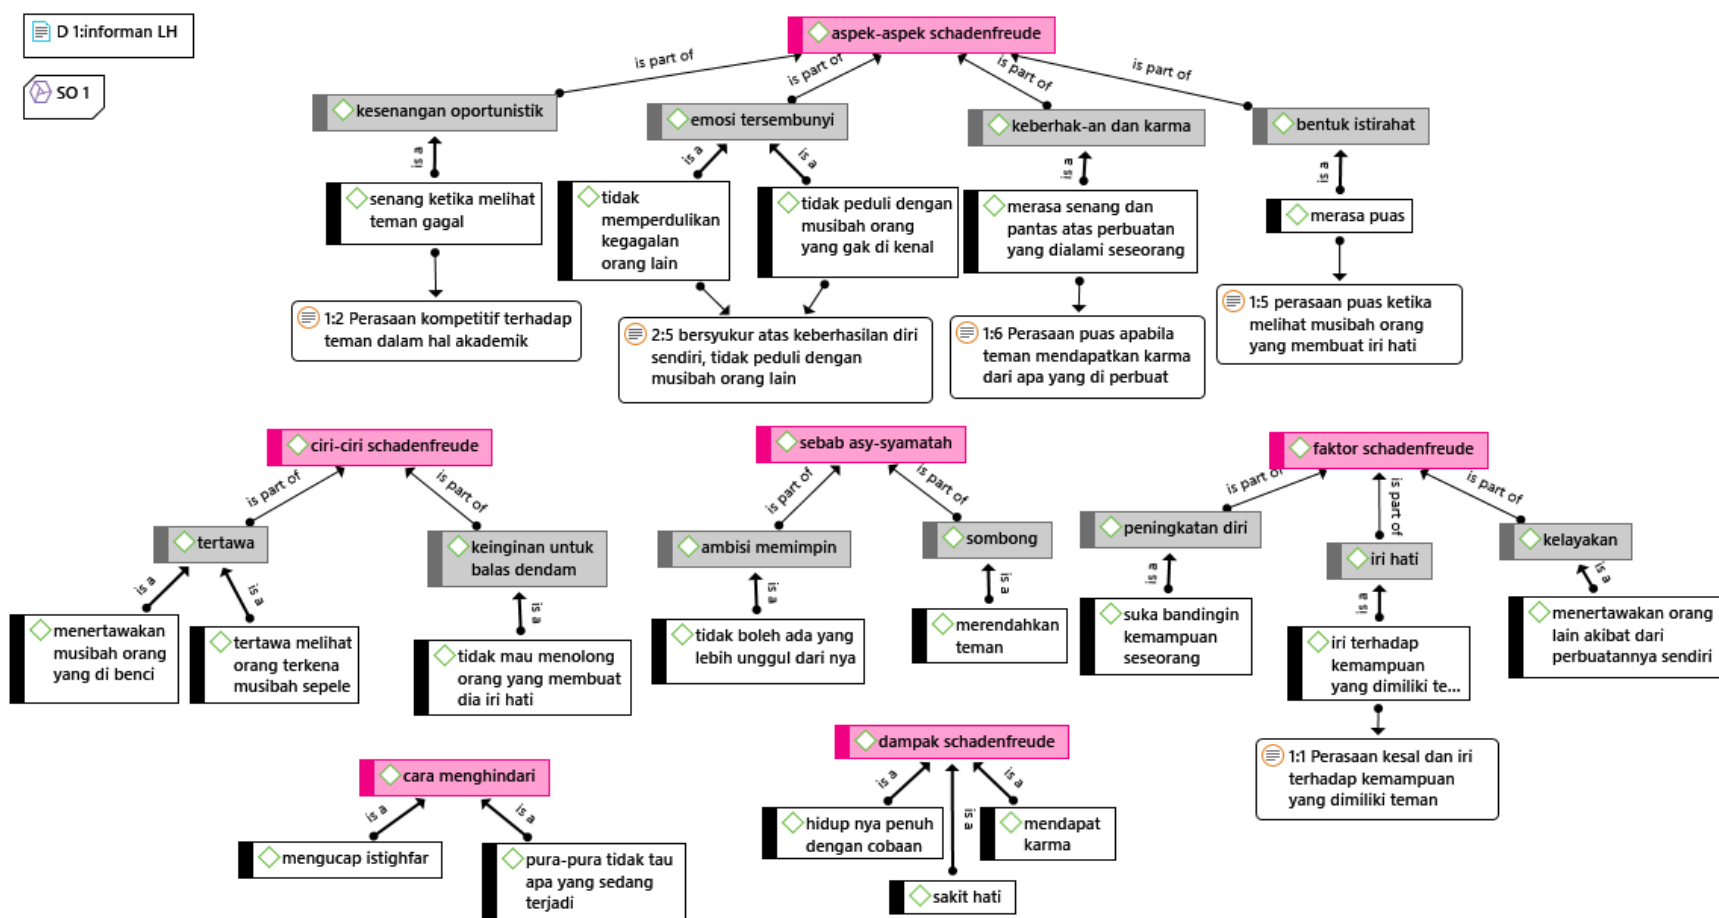 D 1:informan LH
SO 1
aspek-aspek schadenfreude
is part of
is part of
is part of
is part of
kesenangan oportunistik
emosi tersembunyi
keberhak-an dan karma
bentuk istirahat
is a
is a
is a
is a
is a
senang ketika melihat
teman gagal
tidak
memperdulikan
kegagalan
orang lain
tidak peduli dengan
musibah orang
yang gak di kenal
merasa senang dan
pantas atas perbuatan
yang dialami seseorang
merasa puas
1:2 Perasaan kompetitif terhadap
teman dalam hal akademik
2:5 bersyukur atas keberhasilan diri
sendiri, tidak peduli dengan
musibah orang lain
1:6 Perasaan puas apabila
teman mendapatkan karma
dari apa yang di perbuat
1:5 perasaan puas ketika
melihat musibah orang
yang membuat iri hati
ciri-ciri schadenfreude
is part of
is part of
tertawa
keinginan untuk
balas dendam
is a
is a
is a
menertawakan
musibah orang
yang di benci
tertawa melihat
orang terkena
musibah sepele
tidak mau menolong
orang yang membuat
dia iri hati
sebab asy-syamatah
is part of
is part of
ambisi memimpin
sombong
is a
is a
tidak boleh ada yang
lebih unggul dari nya
merendahkan
teman
faktor schadenfreude
is part of
is part of
is part of
peningkatan diri
iri hati
kelayakan
is a
is a
is a
suka bandingin
kemampuan
seseorang
iri terhadap
kemampuan
yang dimiliki te...
menertawakan orang
lain akibat dari
perbuatannya sendiri
1:1 Perasaan kesal dan iri
terhadap kemampuan
yang dimiliki teman
cara menghindari
is a
is a
mengucap istighfar
pura-pura tidak tau
apa yang sedang
terjadi
dampak schadenfreude
is a
is a
is a
hidup nya penuh
dengan cobaan
mendapat
karma
sakit hati